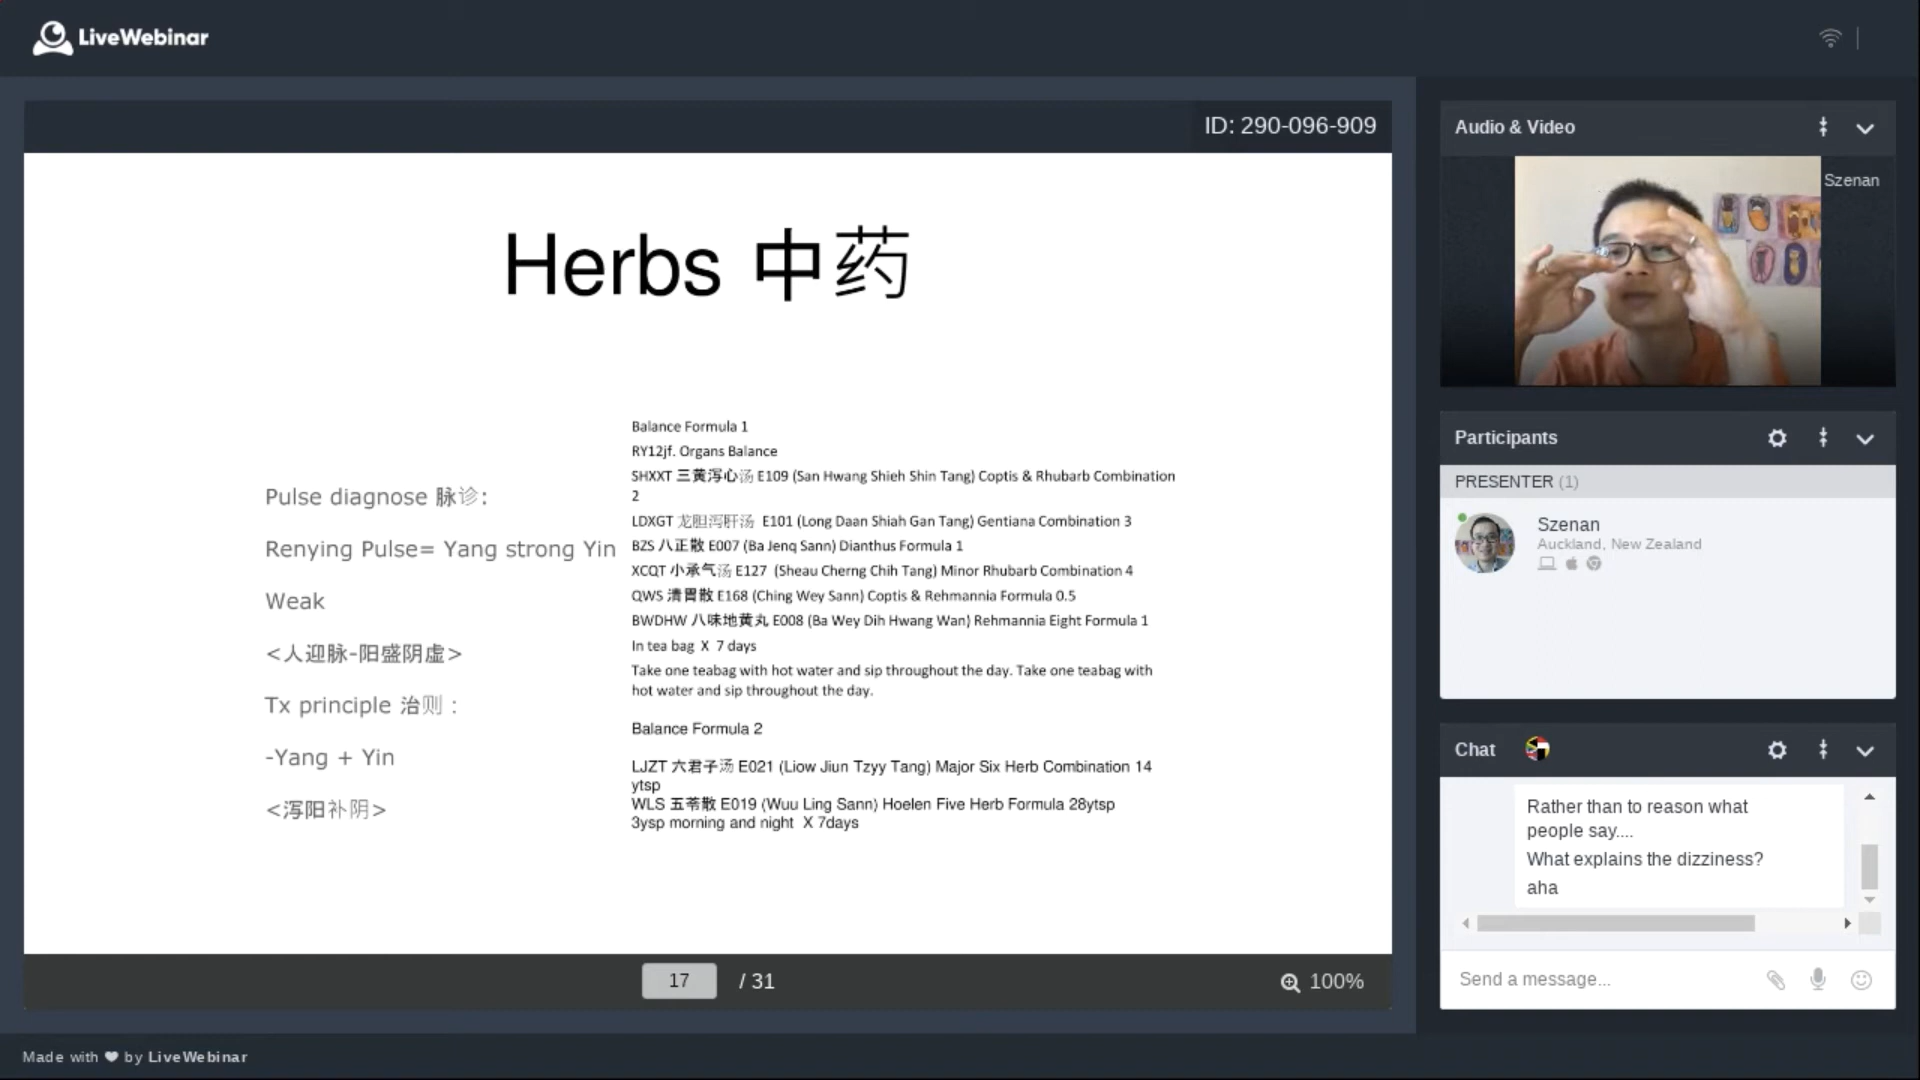 LiveWebinar
ID: 290-096-909
Herbs 中药
Pulse diagnose 脉诊:
Renying Pulse= Yang strong Yin
Weak
<人迎脉-阳盛阴虚>
Tx principle 治则 :
-Yang + Yin
<泻阳补阴>
Balance Formula 1
RY12jf. Organs Balance
SHXXT 三黄泻心汤 E109 (San Hwang Shieh Shin Tang) Coptis & Rhubarb Combination
2
LDXGT 龙胆泻肝汤 E101 (Long Daan Shiah Gan Tang) Gentiana Combination 3
BZS 八正散 E007 (Ba Jenq Sann) Dianthus Formula 1
XCQT 小承气汤 E127 (Sheau Cherng Chih Tang) Minor Rhubarb Combination 4
QWS 清胃散 E168 (Ching Wey Sann) Coptis & Rehmannia Formula 0.5
BWDHW 八味地黄丸 E008 (Ba Wey Dih Hwang Wan) Rehmannia Eight Formula 1
In tea bag X 7 days
Take one teabag with hot water and sip throughout the day. Take one teabag with
hot water and sip throughout the day.
Balance Formula 2
LJZT 六君子汤 E021 (Liow Jiun Tzyy Tang) Major Six Herb Combination 14
ytsp
WLS 五苓散 E019 (Wuu Ling Sann) Hoelen Five Herb Formula 28ytsp
3ysp morning and night X 7days
17 / 31
100%
Audio & Video
Szenan
Participants
PRESENTER (1)
Szenan
Auckland, New Zealand
Chat
Rather than to reason what
people say....
What explains the dizziness?
aha
Send a message...
Made with ❤ by LiveWebinar